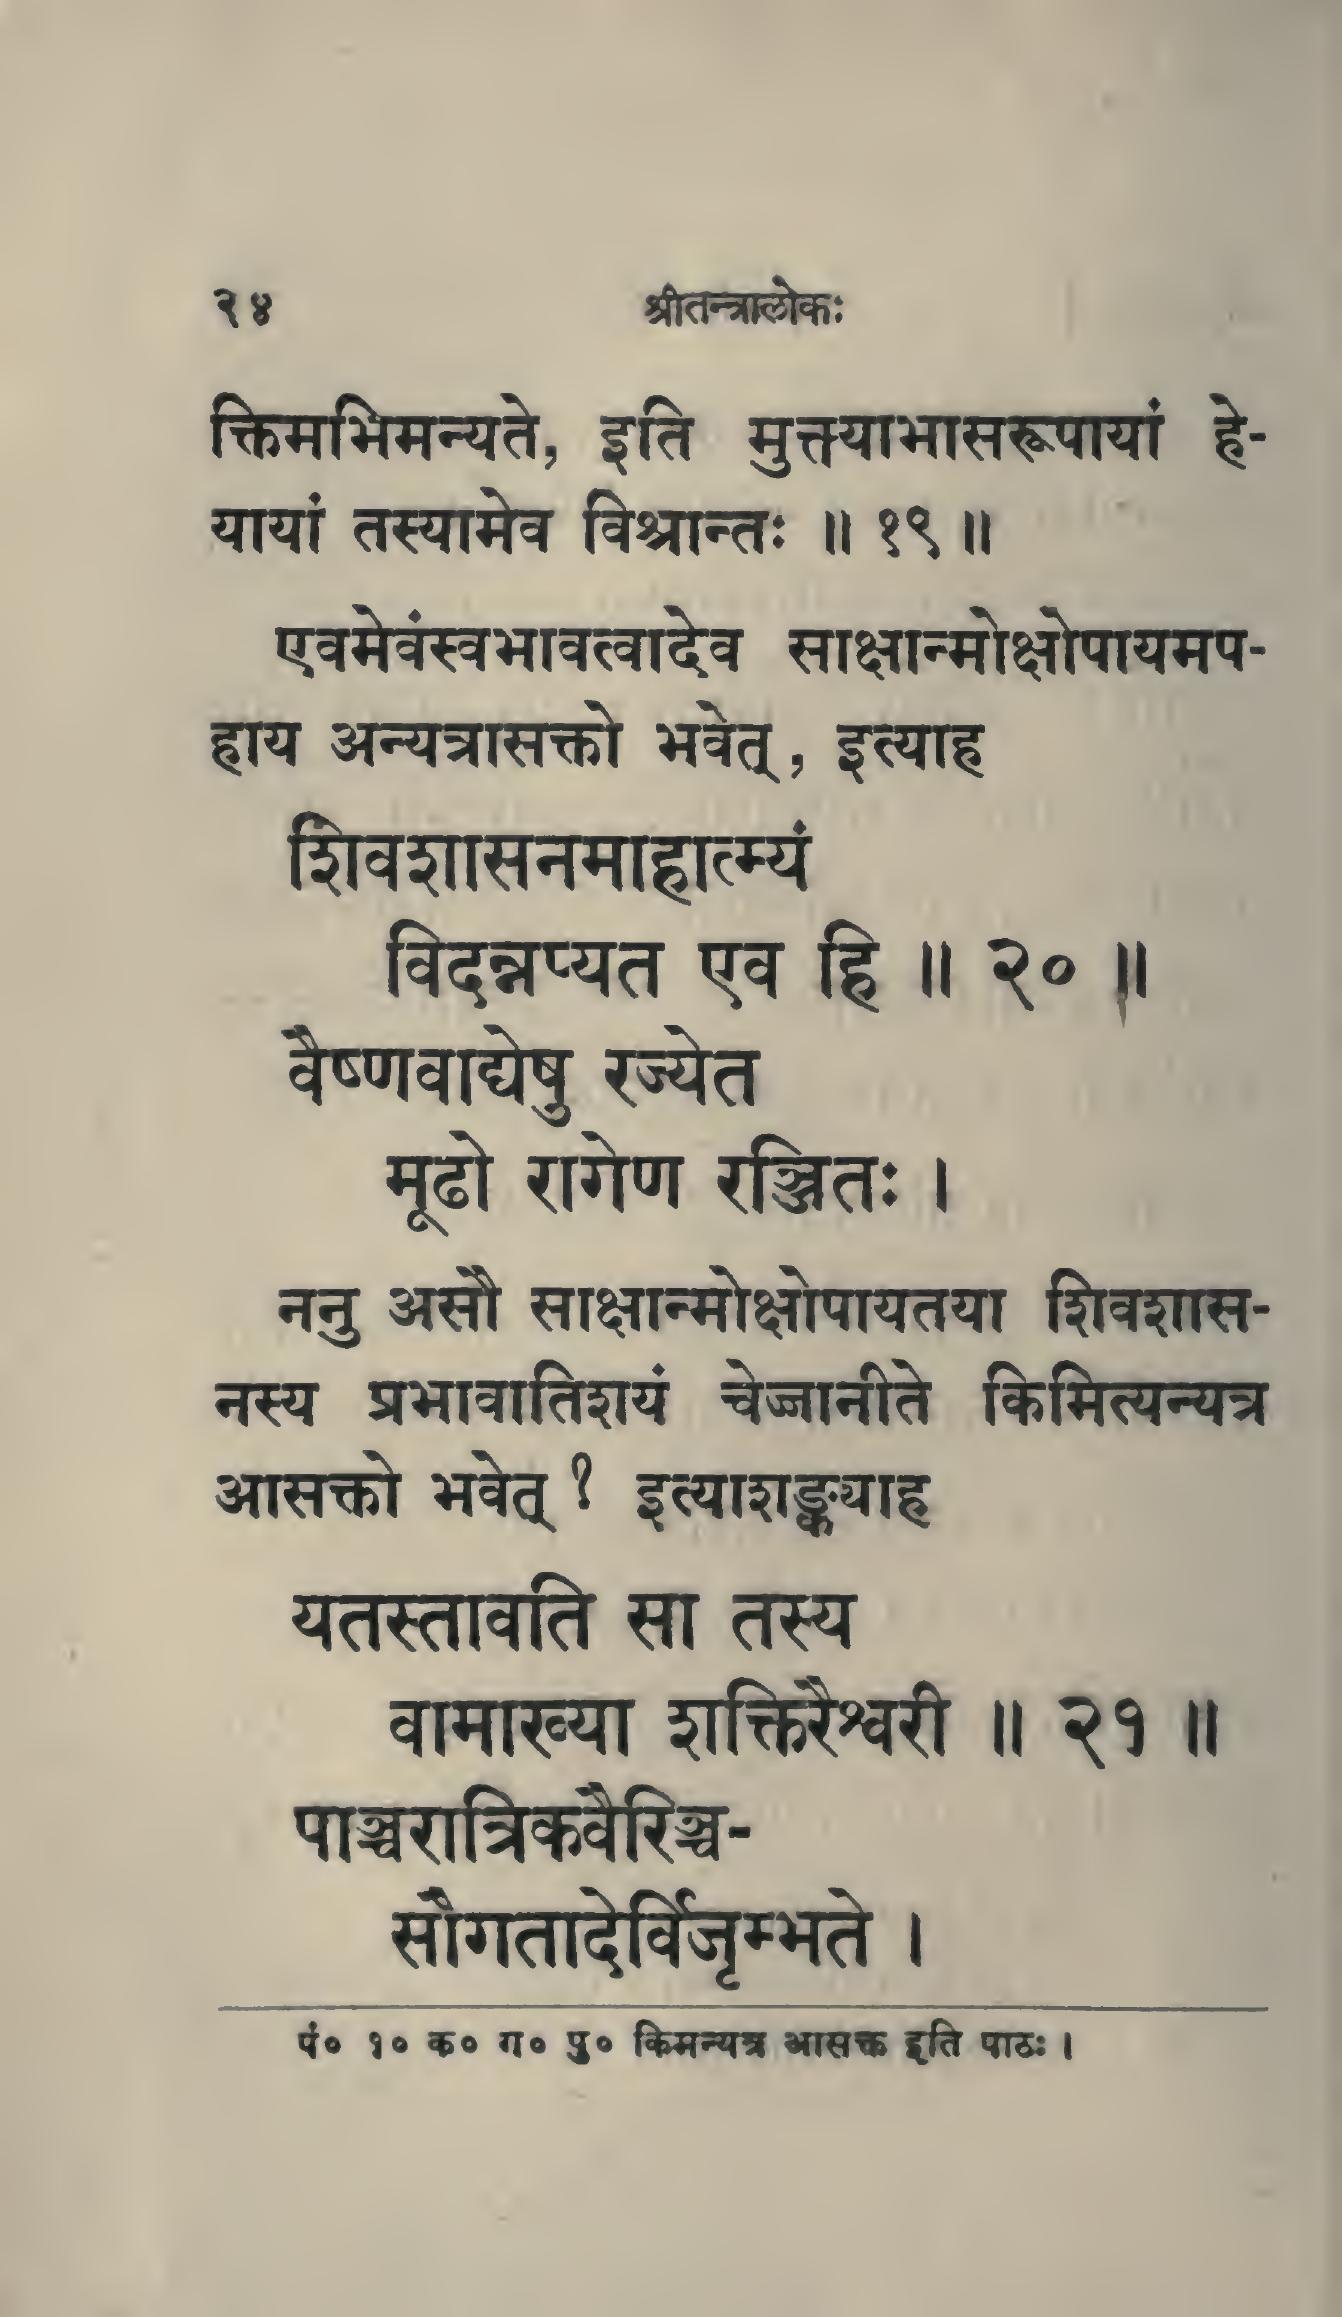 २४ श्रीतन्त्रालोकः
क्तिमभिमन्यते, इति मुक्त्याभासरूपायां हे-
यायां तस्यामेव विश्रान्तः ॥ १९ ॥
एवमेवंस्वभावत्वादेव साक्षान्मोक्षोपायमप-
हाय अन्यत्रासक्तो भवेत्, इत्याह
शिवशासनमाहात्म्यं
विदन्नप्यत एव हि ॥ २० ॥
वैष्णवाद्येषु रज्येत
मूढो रागेण रञ्जितः ।
ननु असौ साक्षान्मोक्षोपायतया शिवशास-
नस्य प्रभावातिशयं चेज्जानीते किमित्यन्यत्र
आसक्तो भवेत् ? इत्याशङ्क्याह
यतस्तावति सा तस्य
वामाख्या शक्तिरैश्वरी ॥ २१ ॥
पाञ्चरात्रिकवैरिञ्च-
सौगतादेर्विजृम्भते ।
पं० १० क० ग० पु० किमन्यत्र आसक्त इति पाठः ।